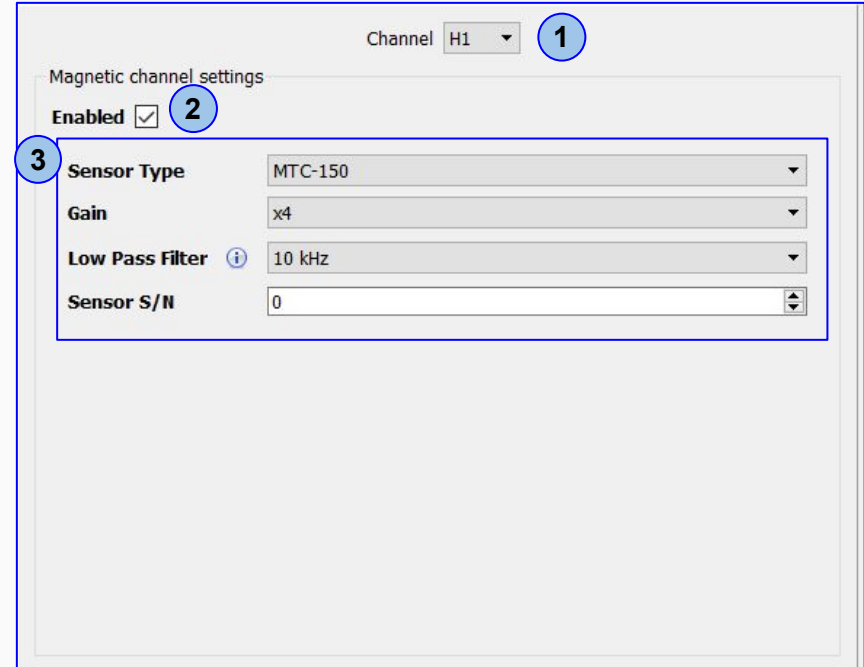 Channel H1 1
Magnetic channel settings
Enabled 2
3
Sensor Type MTC-150
Gain x4
Low Pass Filter i 10 kHz
Sensor S/N 0